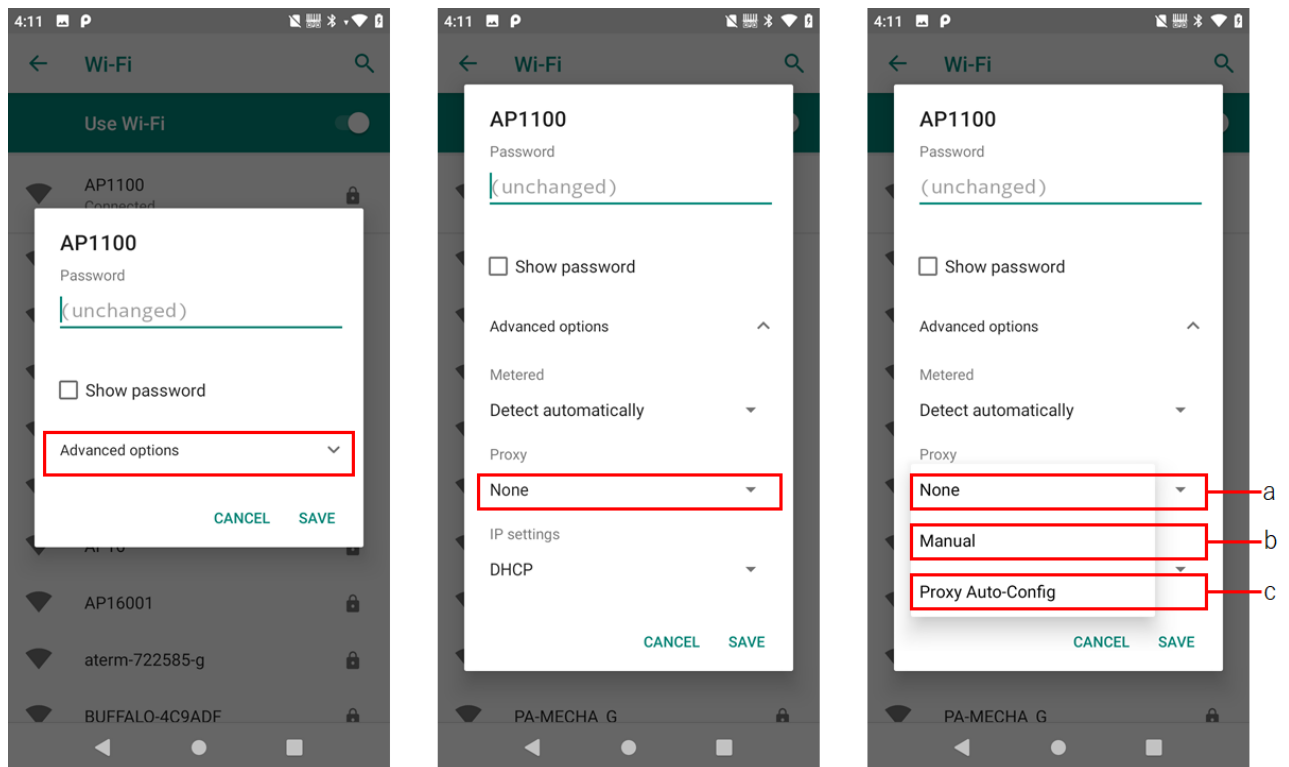 4:11
Wi-Fi
Use Wi-Fi
AP1100
Connected
AP1100
Password
(unchanged)
Show password
Advanced options
CANCEL SAVE
AP16001
aterm-722585-g
BUFFALO-4C9ADF
4:11
Wi-Fi
AP1100
Password
(unchanged)
Show password
Advanced options
Metered
Detect automatically
Proxy
None
IP settings
DHCP
CANCEL SAVE
PA-MECHA_G
4:11
Wi-Fi
AP1100
Password
(unchanged)
Show password
Advanced options
Metered
Detect automatically
Proxy
None
a
Manual
b
Proxy Auto-Config
c
CANCEL SAVE
PA-MECHA_G